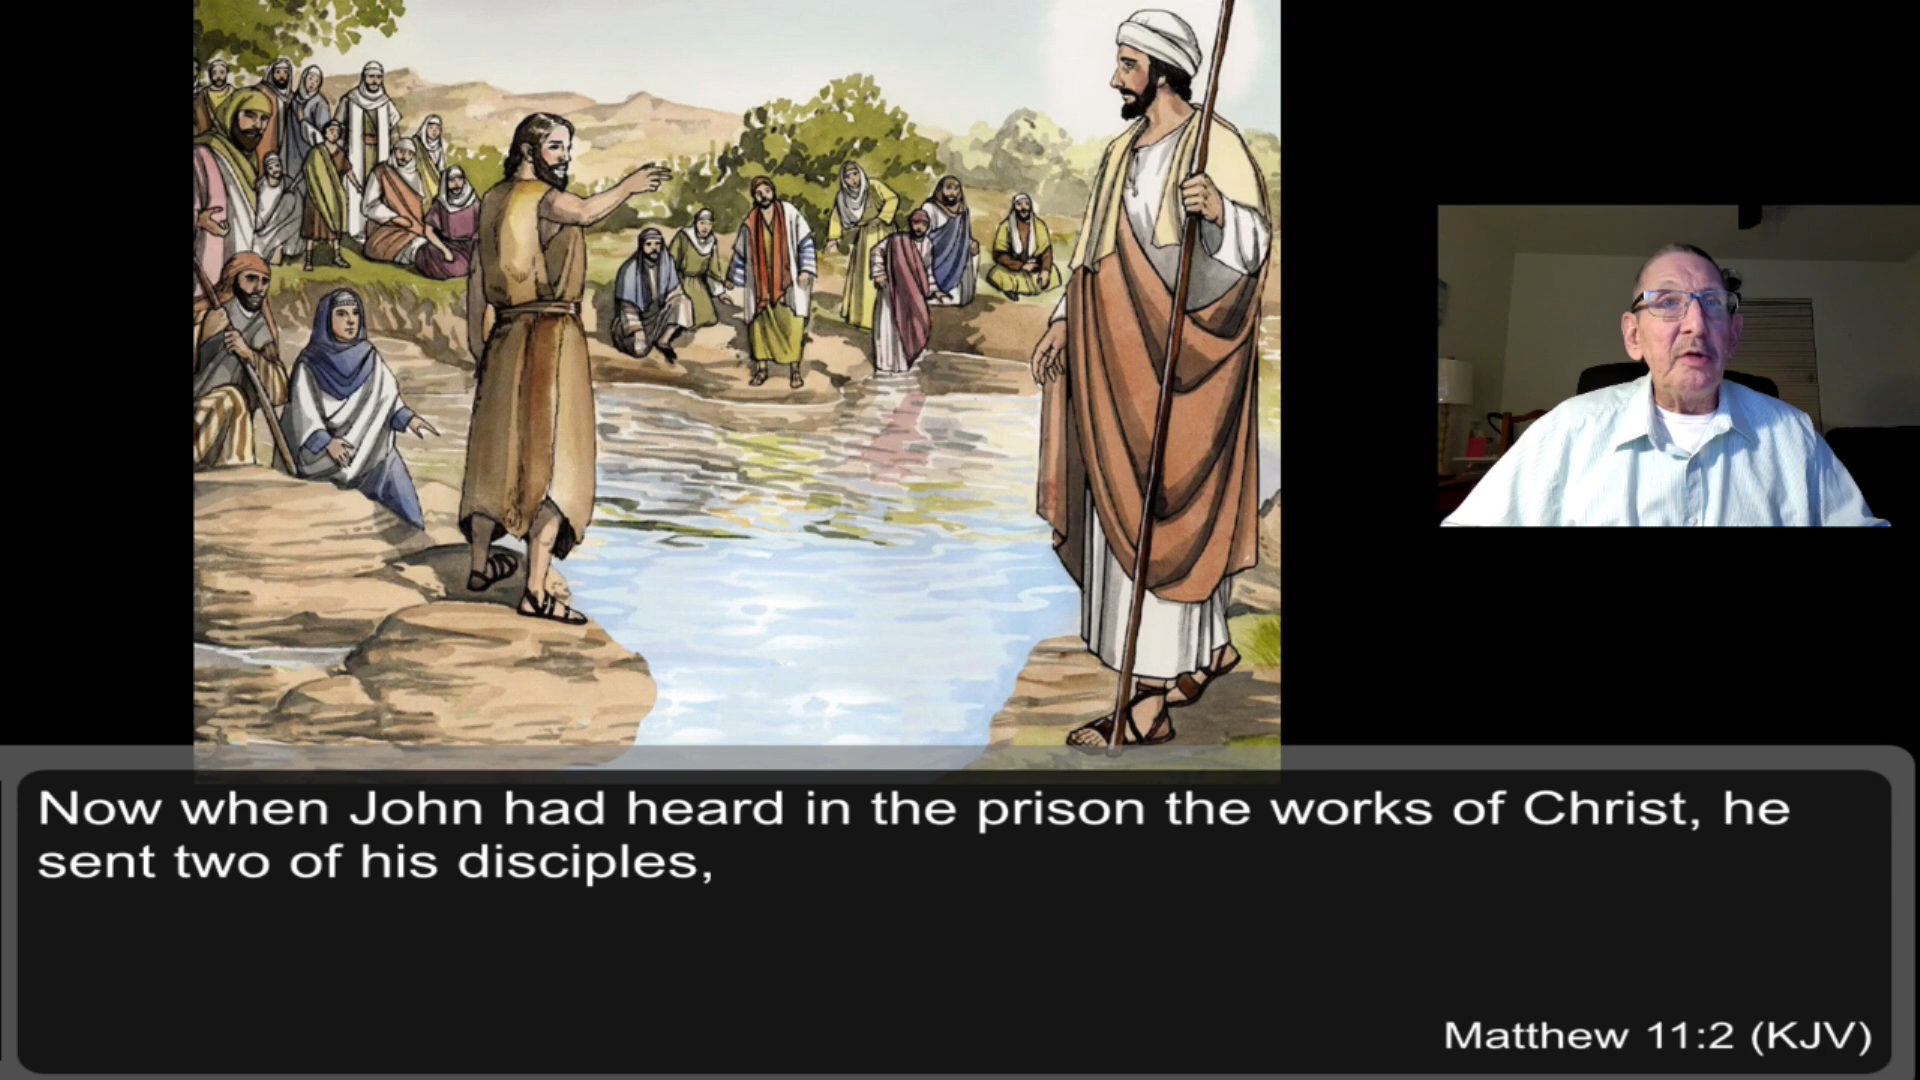 Now when John had heard in the prison the works of Christ, he
sent two of his disciples,
Matthew 11:2 (KJV)